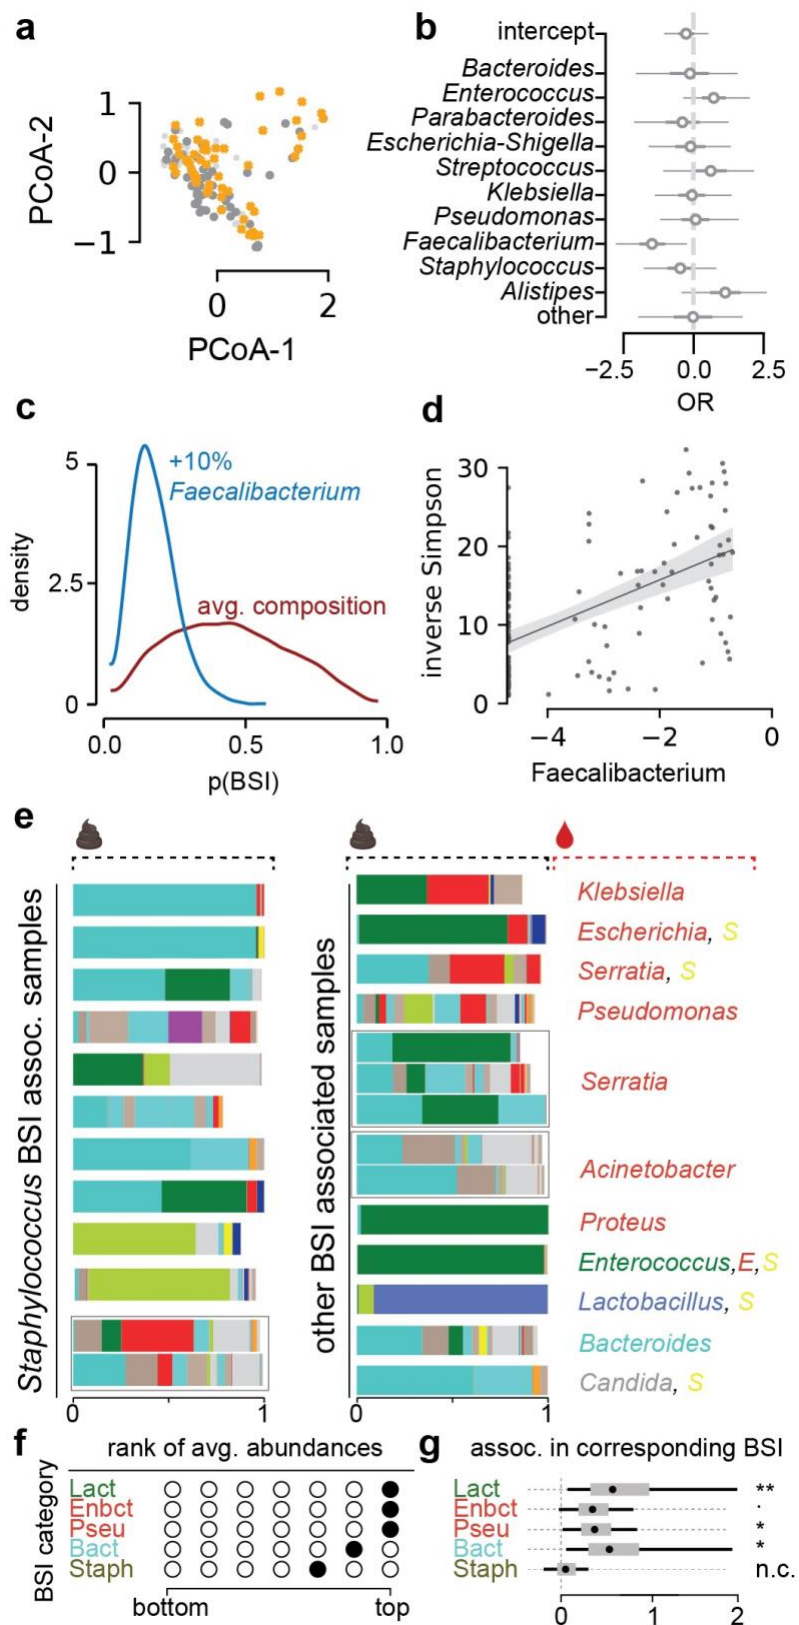 a
1
0
−1
PCoA-2
0
2
PCoA-1
b
intercept
Bacteroides
Enterococcus
Parabacteroides
Escherichia-Shigella
Streptococcus
Klebsiella
Pseudomonas
Faecalibacterium
Staphylococcus
Alistipes
other
−2.5 0.0 2.5
OR
c
5
2.5
0
density
+10%
Faecalibacterium
avg. composition
0.0 0.5 1.0
p(BSI)
d
30
20
10
0
inverse Simpson
−4 −2 0
Faecalibacterium
e
Staphylococcus BSI assoc. samples
0 1
other BSI associated samples
0 1
Klebsiella
Escherichia, S
Serratia, S
Pseudomonas
Serratia
Acinetobacter
Proteus
Enterococcus,E,S
Lactobacillus, S
Bacteroides
Candida, S
f
rank of avg. abundances
BSI category
Lact
Enbct
Pseu
Bact
Staph
bottom top
g
assoc. in corresponding BSI
Lact **
Enbct .
Pseu *
Bact *
Staph n.c.
0 1 2